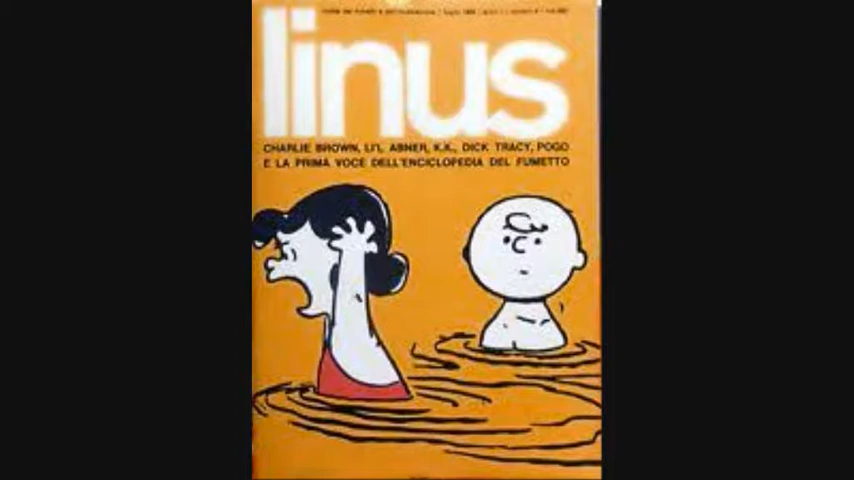 linus
CHARLIE BROWN, LI'L ABNER, K.K., DICK TRACY, POGO
E LA PRIMA VOCE DELL'ENCICLOPEDIA DEL FUMETTO